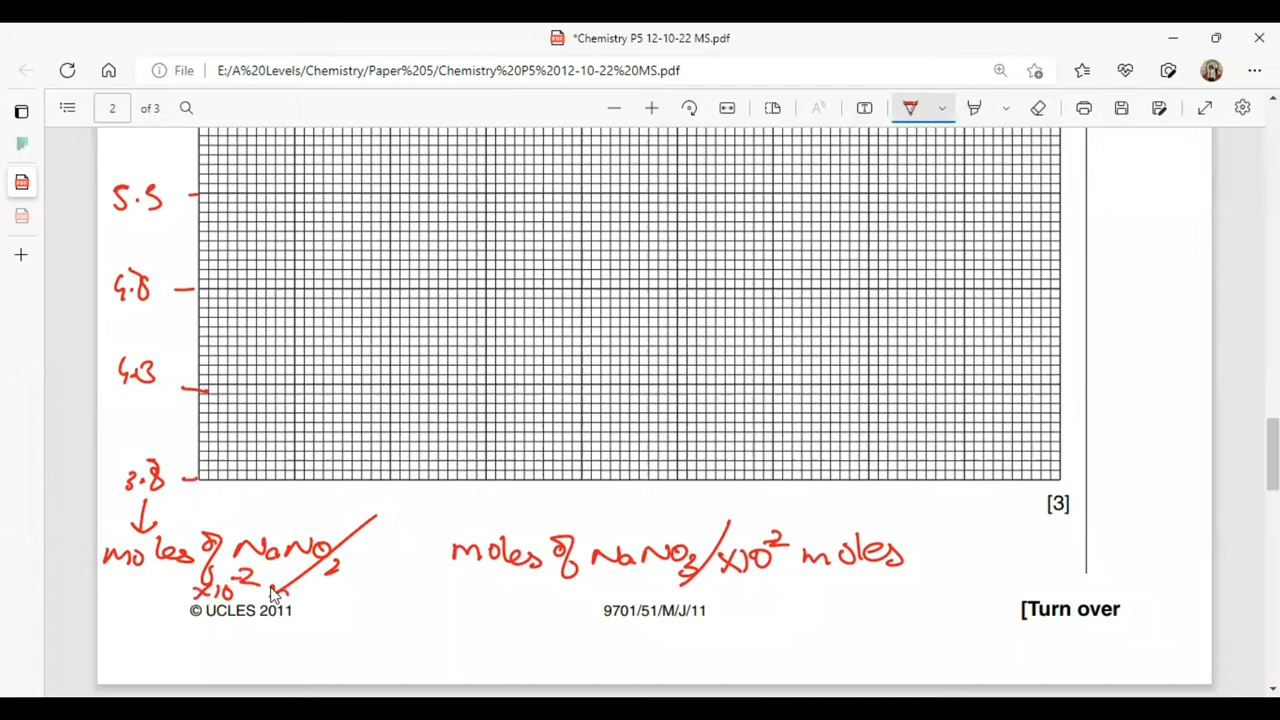 *Chemistry P5 12-10-22 MS.pdf
File E:/A%20Levels/Chemistry/Paper%205/Chemistry%20P5%2012-10-22%20MS.pdf
2 of 3
5.5
4.8
4.3
3.8
[3]
moles of NaNO2 / moles of NaNO3 / x10^2 moles
x10^-2
© UCLES 2011 9701/51/M/J/11 [Turn over